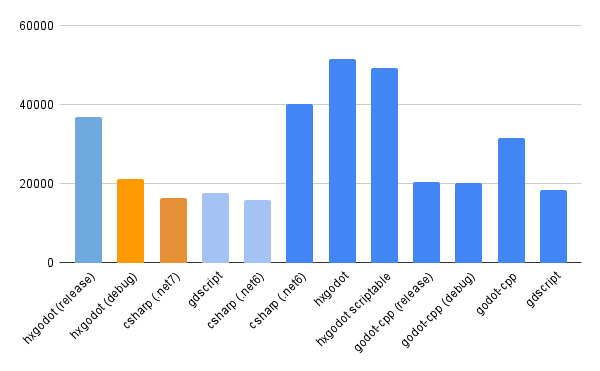 60000
40000
20000
0
hxgodot (release)
hxgodot (debug)
csharp (.net7)
gdscript
csharp (.net6)
csharp (.net6)
hxgodot
hxgodot scriptable
godot-cpp (release)
godot-cpp (debug)
godot-cpp
gdscript